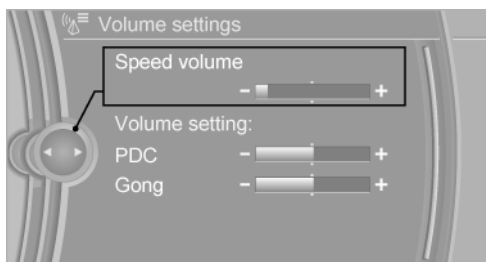 Volume settings
Speed volume
- +
Volume setting:
PDC - +
Gong - +